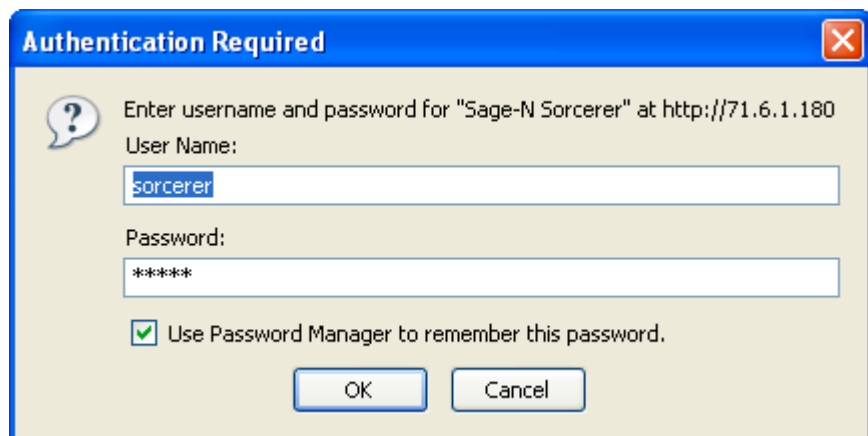 Authentication Required
Enter username and password for "Sage-N Sorcerer" at http://71.6.1.180
User Name:
sorcerer
Password:
*****
Use Password Manager to remember this password.
OK Cancel